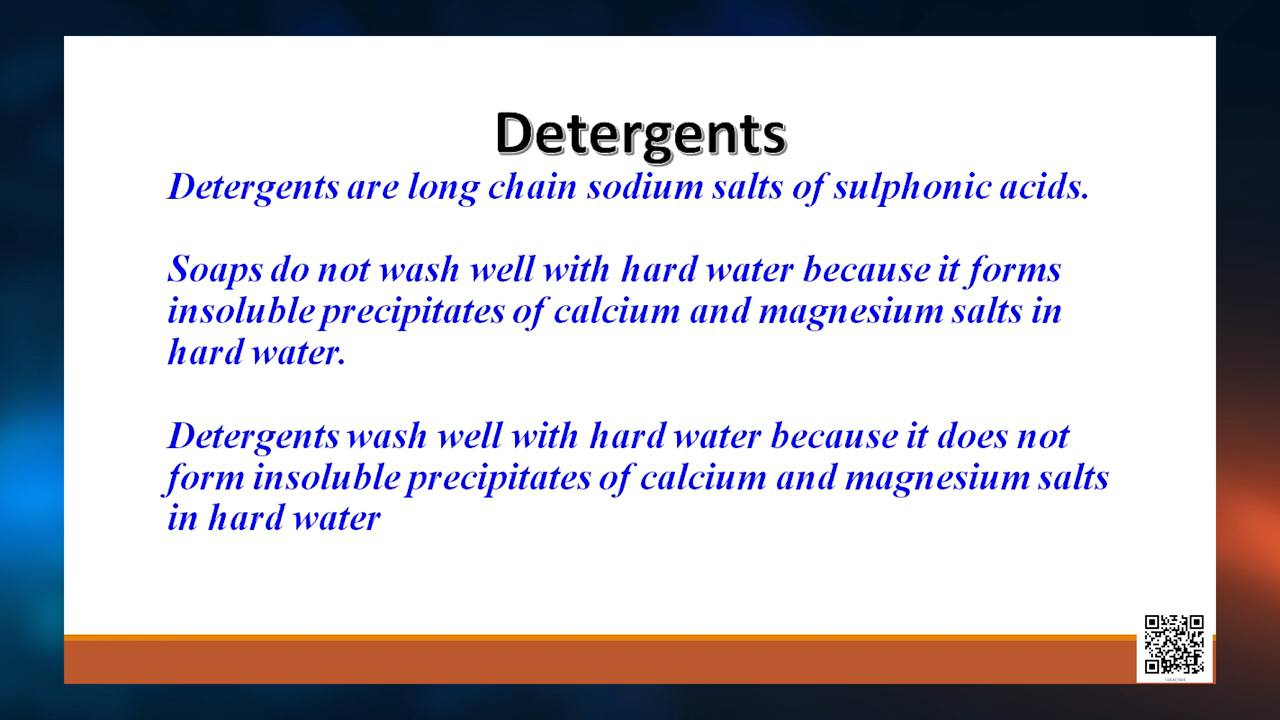 Detergents
Detergents are long chain sodium salts of sulphonic acids.
Soaps do not wash well with hard water because it forms
insoluble precipitates of calcium and magnesium salts in
hard water.
Detergents wash well with hard water because it does not
form insoluble precipitates of calcium and magnesium salts
in hard water